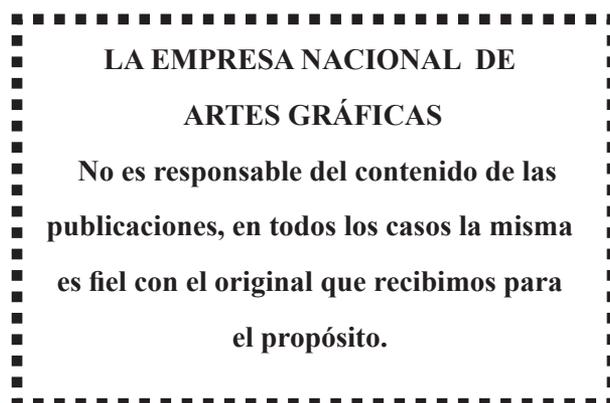 LA EMPRESA NACIONAL DE
ARTES GRÁFICAS
No es responsable del contenido de las
publicaciones, en todos los casos la misma
es fiel con el original que recibimos para
el propósito.